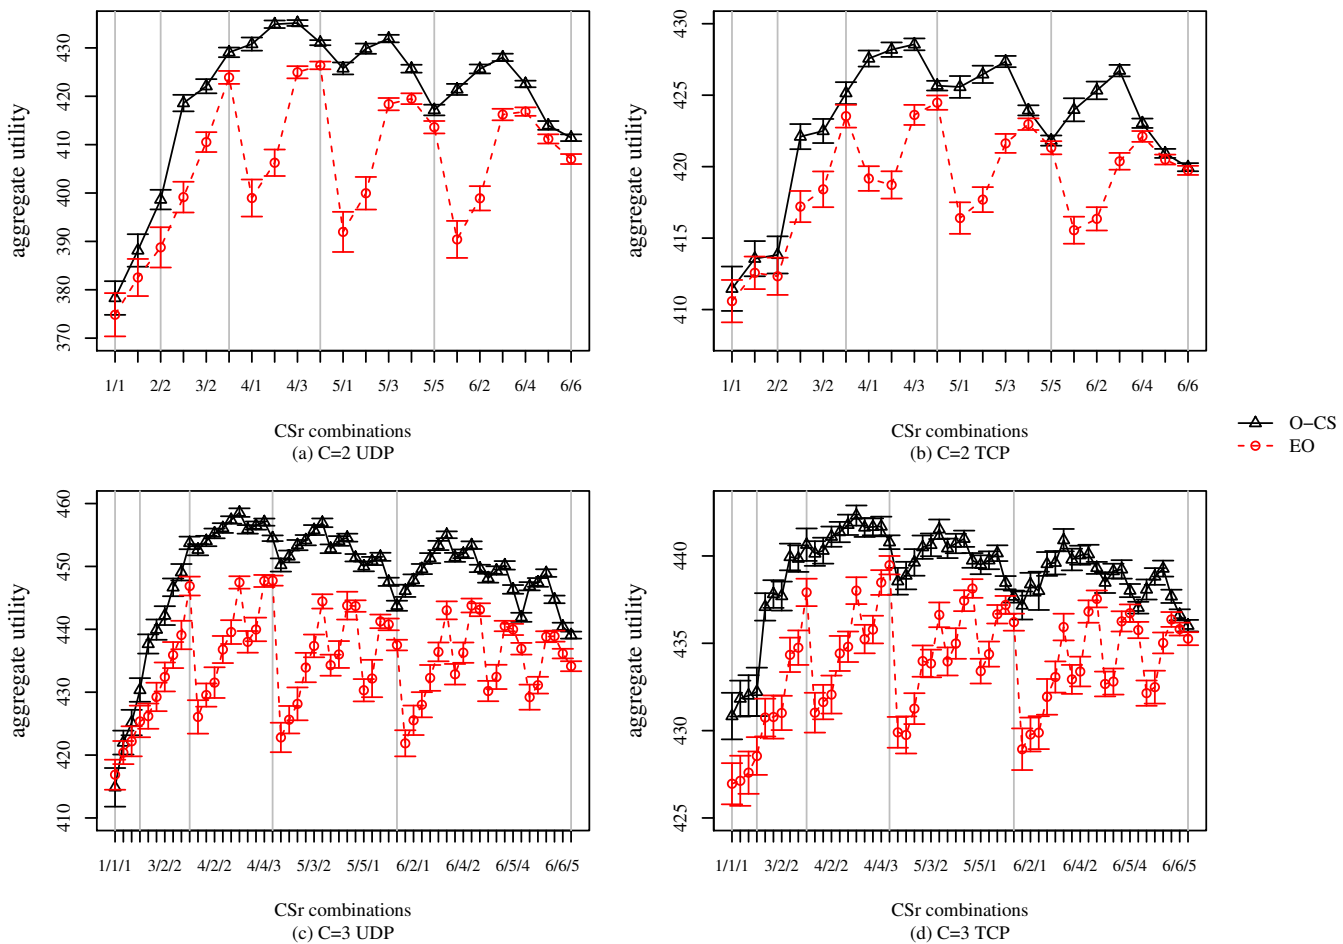 aggregate utility
430
420
410
400
390
380
370
1/1 2/2 3/2 4/1 4/3 5/1 5/3 5/5 6/2 6/4 6/6
CSr combinations
(a) C=2 UDP
aggregate utility
430
425
420
415
410
1/1 2/2 3/2 4/1 4/3 5/1 5/3 5/5 6/2 6/4 6/6
CSr combinations
(b) C=2 TCP
O−CS
EO
aggregate utility
460
450
440
430
420
410
1/1/1 3/2/2 4/2/2 4/4/3 5/3/2 5/5/1 6/2/1 6/4/2 6/5/4 6/6/5
CSr combinations
(c) C=3 UDP
aggregate utility
440
435
430
425
1/1/1 3/2/2 4/2/2 4/4/3 5/3/2 5/5/1 6/2/1 6/4/2 6/5/4 6/6/5
CSr combinations
(d) C=3 TCP